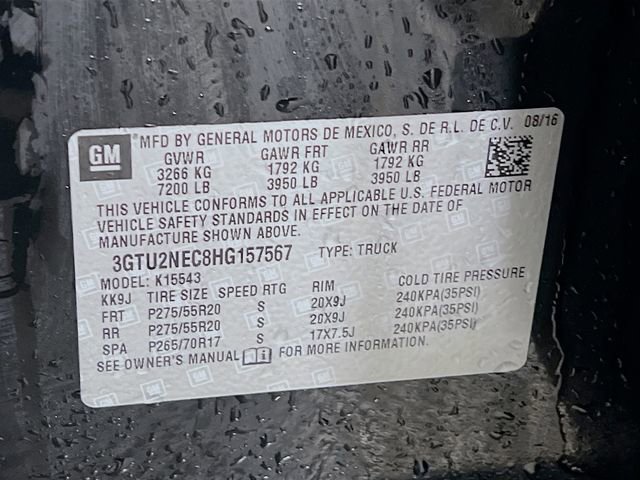 GM
MFD BY GENERAL MOTORS DE MEXICO, S. DE R.L. DE C.V. 08/16
GVWR GAWR FRT GAWR RR
3266 KG 1792 KG 1792 KG
7200 LB 3950 LB 3950 LB
THIS VEHICLE CONFORMS TO ALL APPLICABLE U.S. FEDERAL MOTOR
VEHICLE SAFETY STANDARDS IN EFFECT ON THE DATE OF
MANUFACTURE SHOWN ABOVE.
3GTU2NEC8HG157567 TYPE: TRUCK
MODEL: K15543
KK9J TIRE SIZE SPEED RTG RIM COLD TIRE PRESSURE
FRT P275/55R20 S 20X9J 240KPA(35PSI)
RR P275/55R20 S 20X9J 240KPA(35PSI)
SPA P265/70R17 S 17X7.5J 240KPA(35PSI)
SEE OWNER'S MANUAL i FOR MORE INFORMATION.